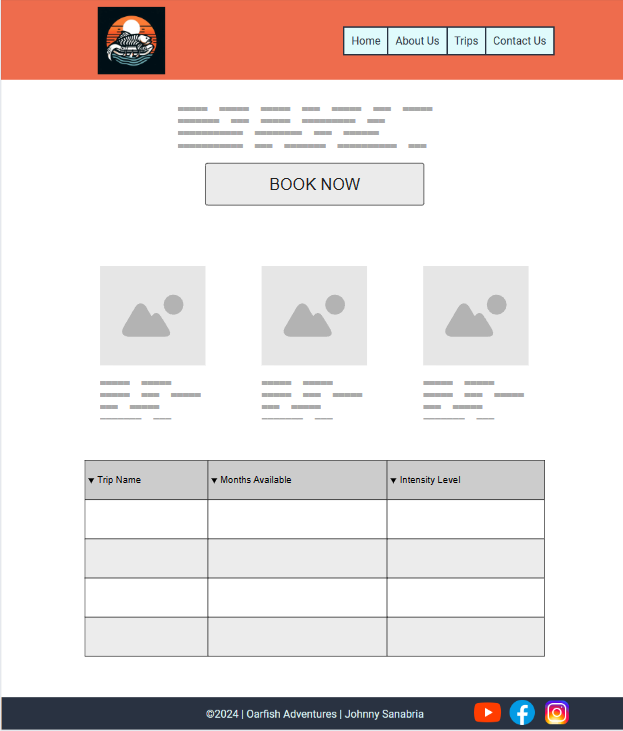 Home About Us Trips Contact Us
BOOK NOW
▼ Trip Name ▼ Months Available ▼ Intensity Level
©2024 | Oarfish Adventures | Johnny Sanabria